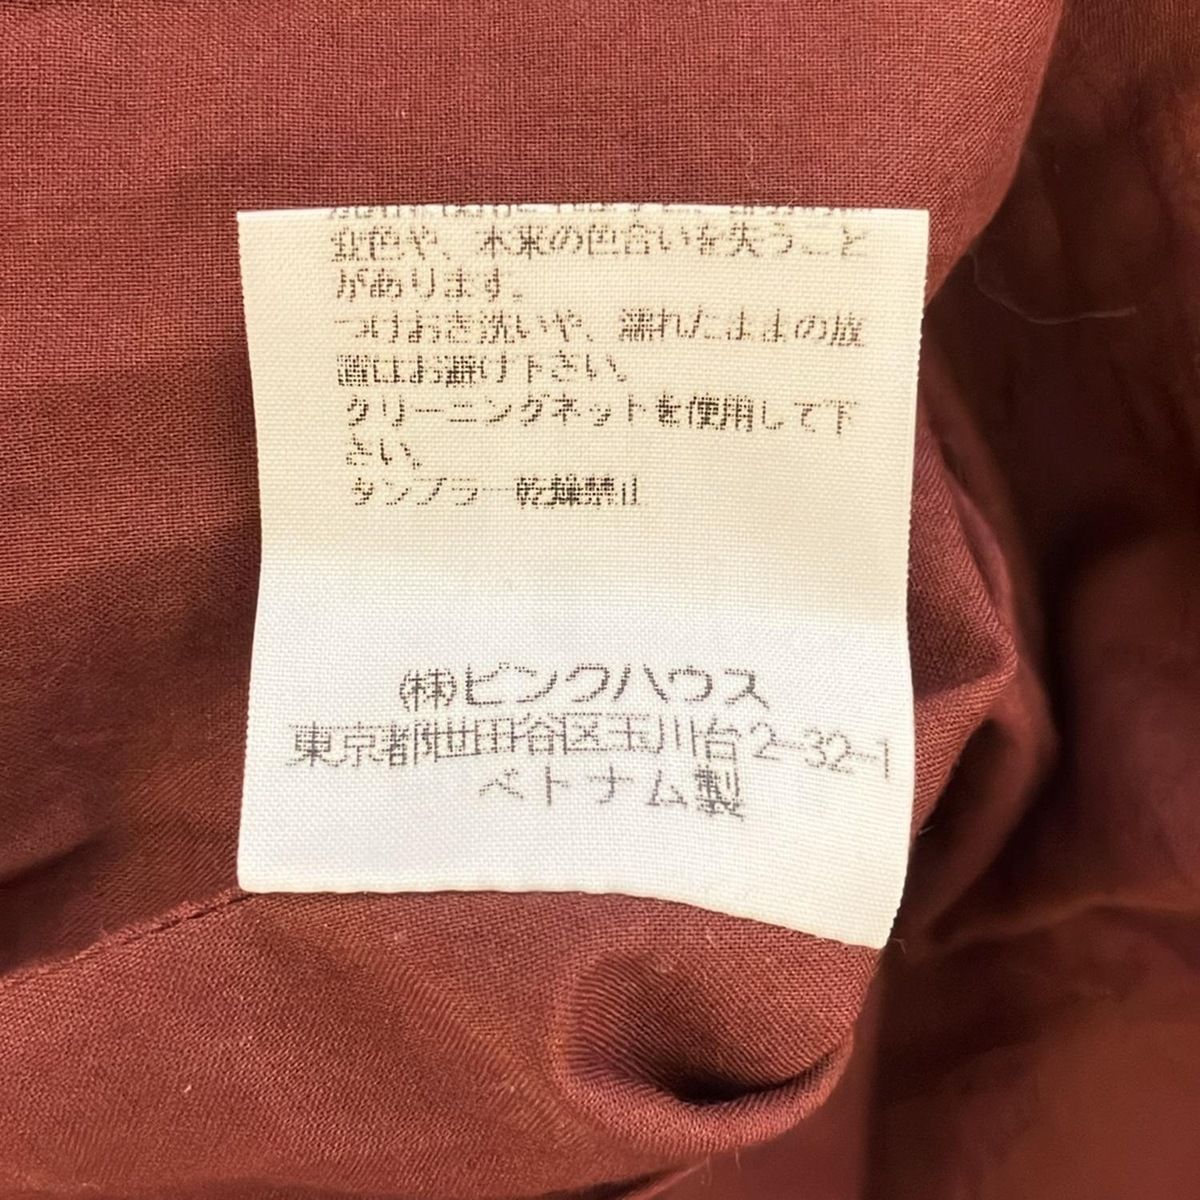 染色や、本来の色合いを失うこと
があります。
つけおき洗いや、濡れたままの放
置はお避け下さい。
クリーニングネットを使用して下
さい。
タンブラー乾燥禁止
(株)ピンクハウス
東京都世田谷区玉川台2-32-1
ベトナム製